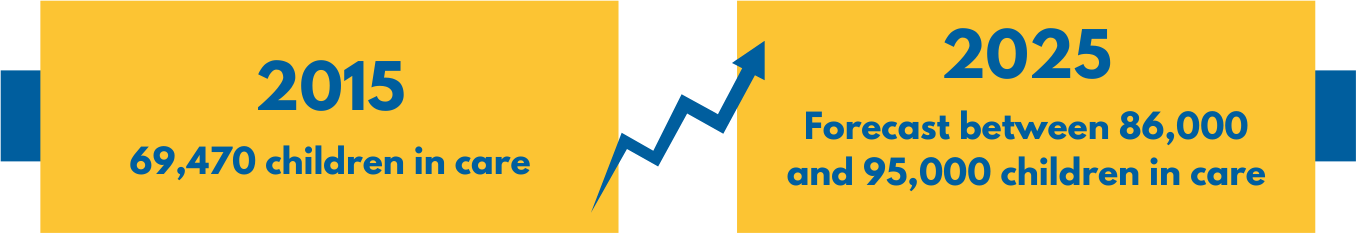 2015
69,470 children in care
2025
Forecast between 86,000
and 95,000 children in care